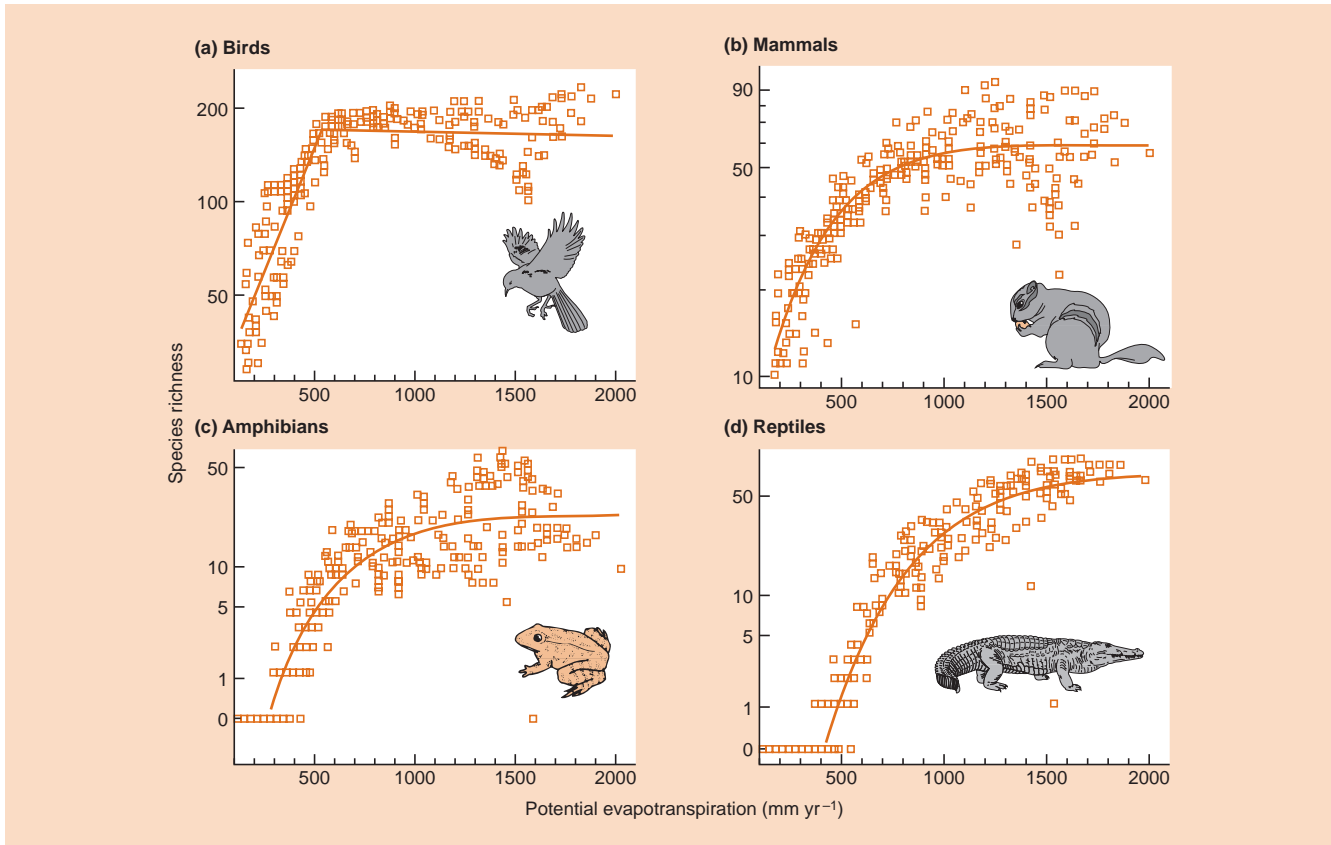 (a) Birds
200
100
50
500 1000 1500 2000
(b) Mammals
90
50
10
500 1000 1500 2000
Species richness
(c) Amphibians
50
10
5
1
0
500 1000 1500 2000
(d) Reptiles
50
10
5
1
0
500 1000 1500 2000
Potential evapotranspiration (mm yr⁻¹)